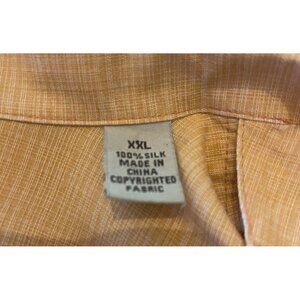 XXL
100% SILK
MADE IN
CHINA
COPYRIGHTED
FABRIC